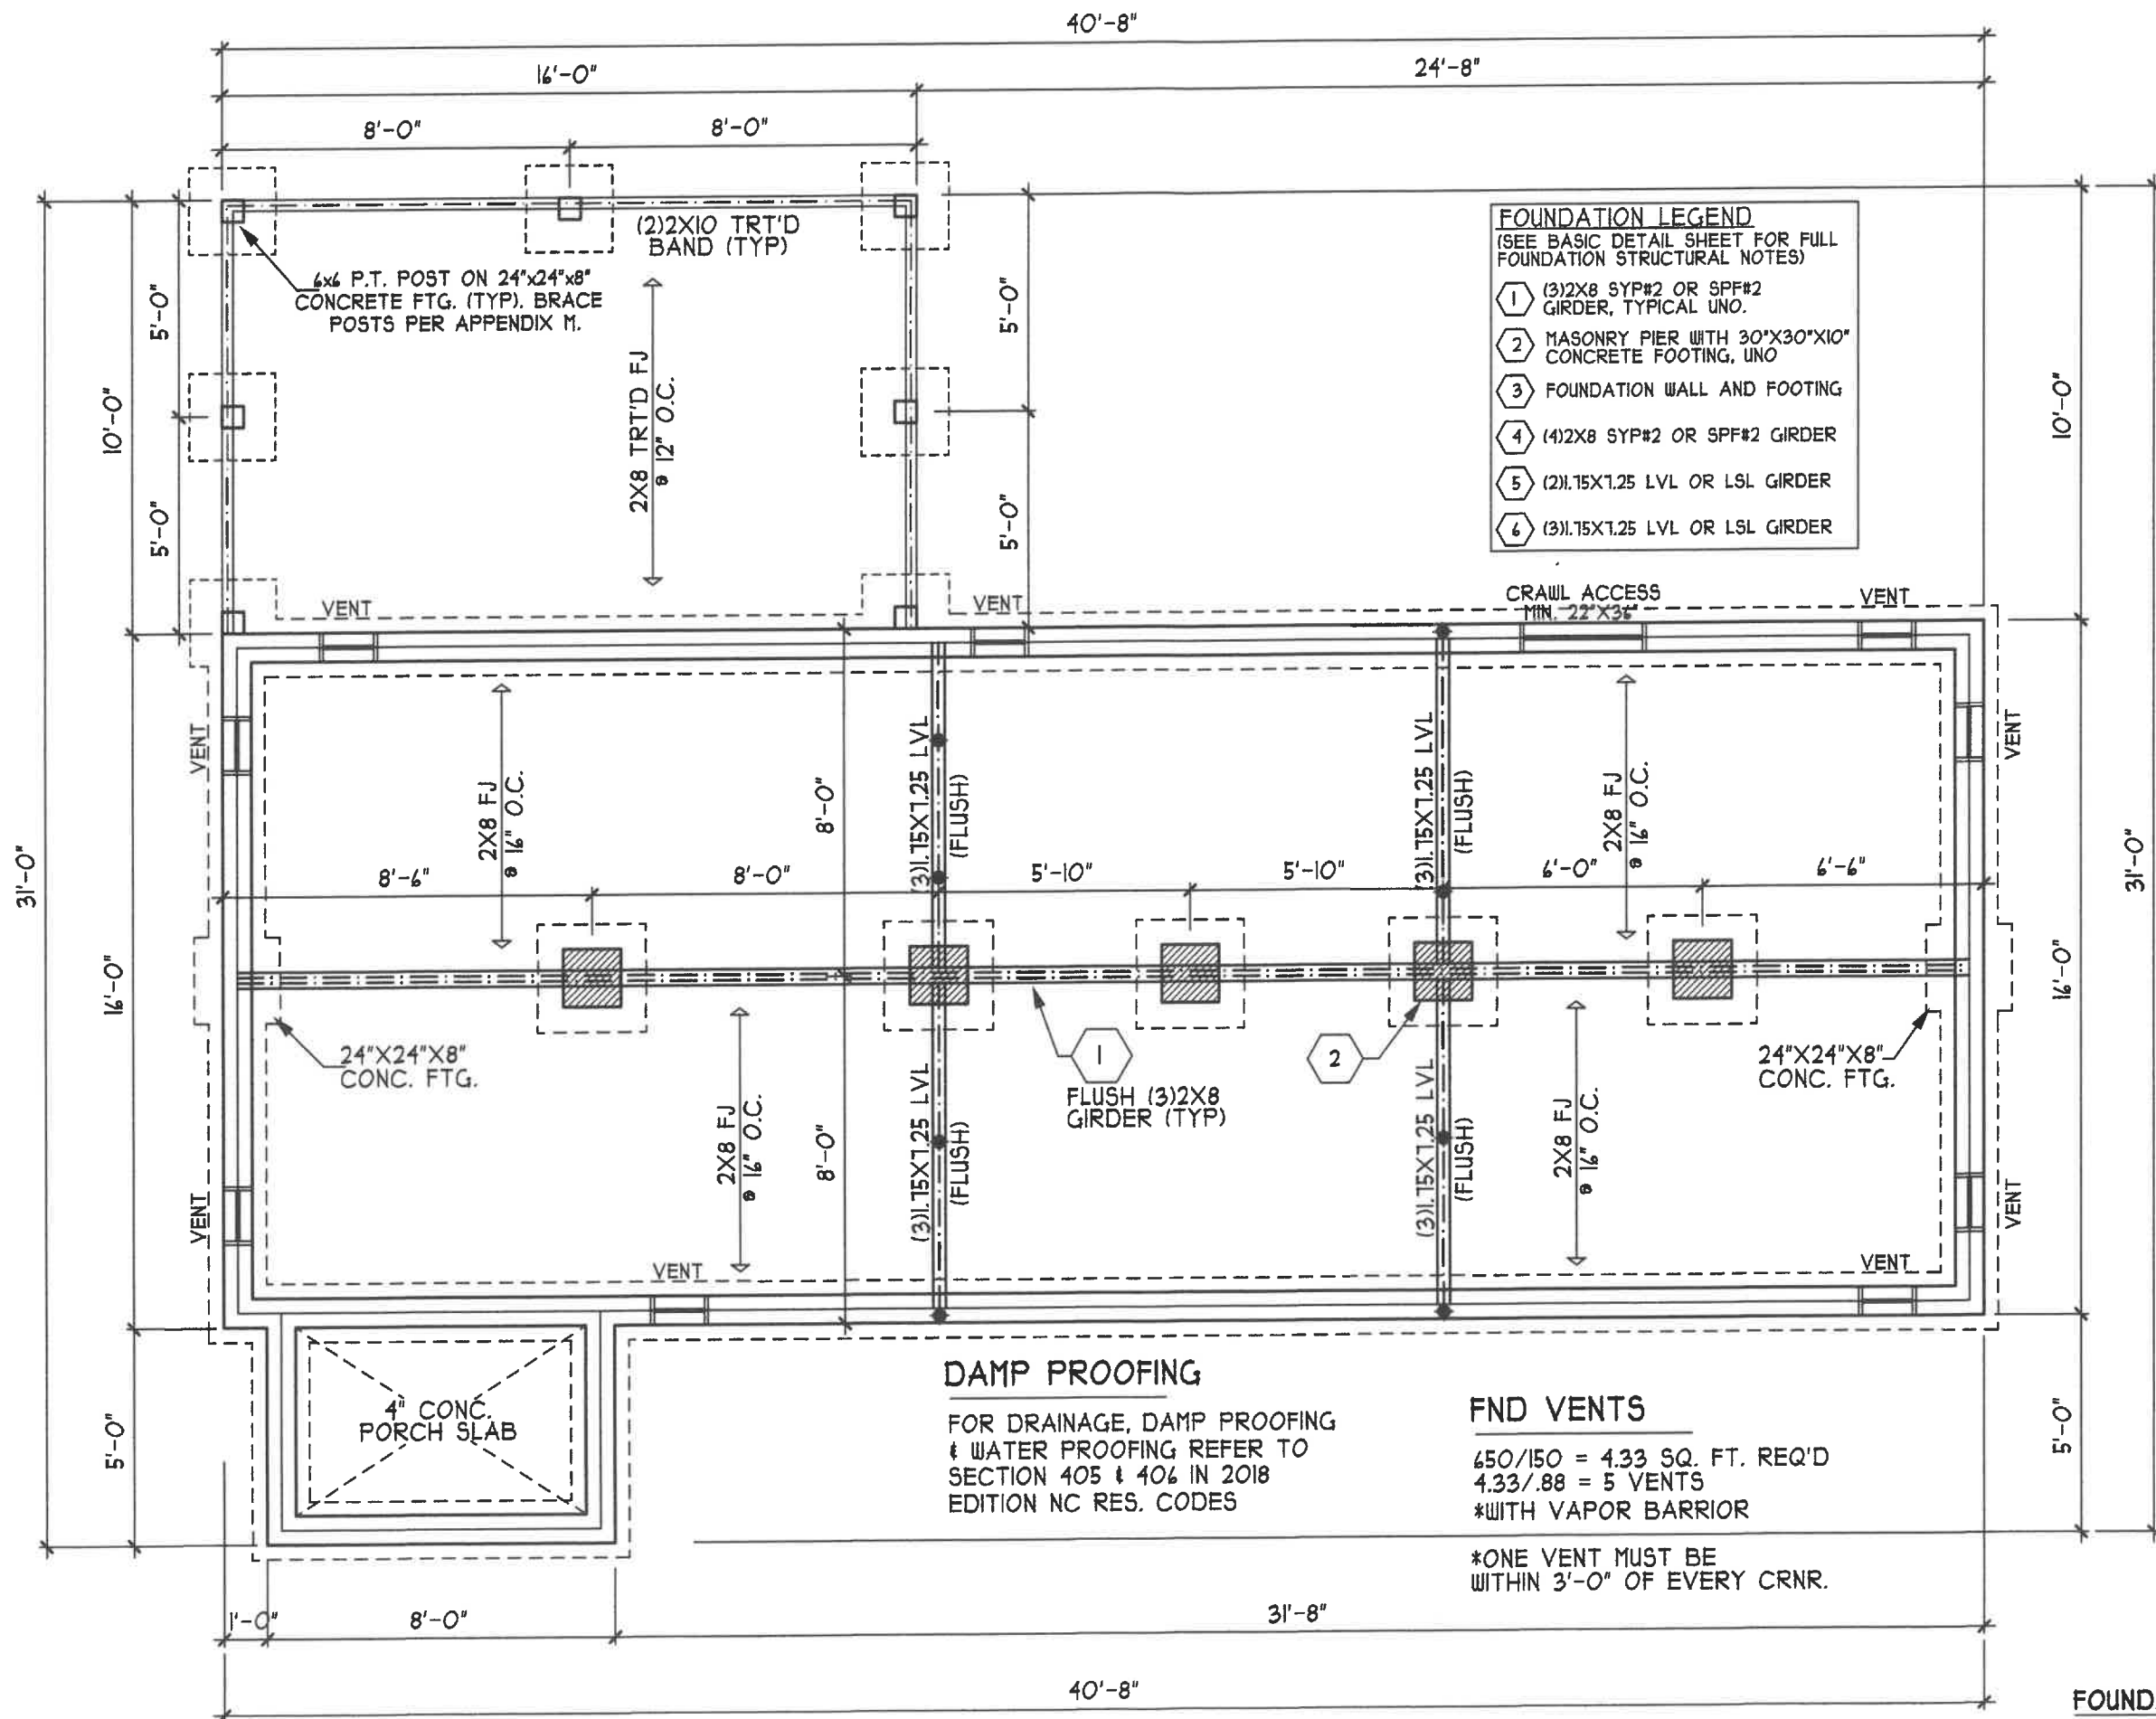 40'-8"
16'-0"
24'-8"
8'-0"
8'-0"
(2)2X10 TRT'D
BAND (TYP)
6x6 P.T. POST ON 24"x24"x8"
CONCRETE FTG. (TYP). BRACE
POSTS PER APPENDIX M.
2X8 TRT'D FJ
@ 12" O.C.
5'-0"
5'-0"
10'-0"
5'-0"
5'-0"
10'-0"
31'-0"
31'-0"
FOUNDATION LEGEND
(SEE BASIC DETAIL SHEET FOR FULL
FOUNDATION STRUCTURAL NOTES)
1 (3)2X8 SYP#2 OR SPF#2
GIRDER, TYPICAL UNO.
2 MASONRY PIER WITH 30"X30"X10"
CONCRETE FOOTING, UNO
3 FOUNDATION WALL AND FOOTING
4 (4)2X8 SYP#2 OR SPF#2 GIRDER
5 (2)1.75X7.25 LVL OR LSL GIRDER
6 (3)1.75X7.25 LVL OR LSL GIRDER
VENT
VENT
CRAWL ACCESS
MIN. 22"X36"
VENT
VENT
VENT
2X8 FJ
@ 16" O.C.
8'-0"
(3)1.75X7.25 LVL
(FLUSH)
(3)1.75X7.25 LVL
(FLUSH)
2X8 FJ
@ 16" O.C.
8'-6"
8'-0"
5'-10"
5'-10"
6'-0"
6'-6"
16'-0"
16'-0"
24"X24"X8"
CONC. FTG.
1
FLUSH (3)2X8
GIRDER (TYP)
2
24"X24"X8"
CONC. FTG.
2X8 FJ
@ 16" O.C.
8'-0"
(3)1.75X7.25 LVL
(FLUSH)
(3)1.75X7.25 LVL
(FLUSH)
2X8 FJ
@ 16" O.C.
VENT
VENT
VENT
VENT
4" CONC.
PORCH SLAB
5'-0"
5'-0"
DAMP PROOFING
FOR DRAINAGE, DAMP PROOFING
& WATER PROOFING REFER TO
SECTION 405 & 406 IN 2018
EDITION NC RES. CODES
FND VENTS
650/150 = 4.33 SQ. FT. REQ'D
4.33/.88 = 5 VENTS
*WITH VAPOR BARRIOR
*ONE VENT MUST BE
WITHIN 3'-0" OF EVERY CRNR.
1'-0"
8'-0"
31'-8"
40'-8"
FOUND